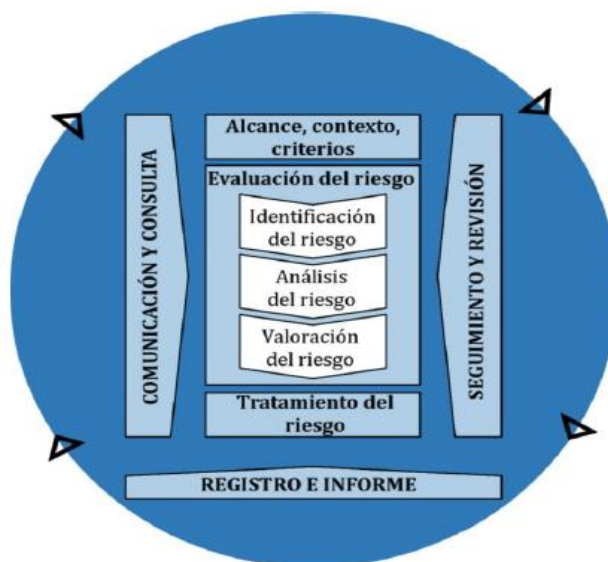 COMUNICACIÓN Y CONSULTA
Alcance, contexto,
criterios
Evaluación del riesgo
Identificación
del riesgo
Análisis
del riesgo
Valoración
del riesgo
Tratamiento del
riesgo
SEGUIMIENTO Y REVISIÓN
REGISTRO E INFORME